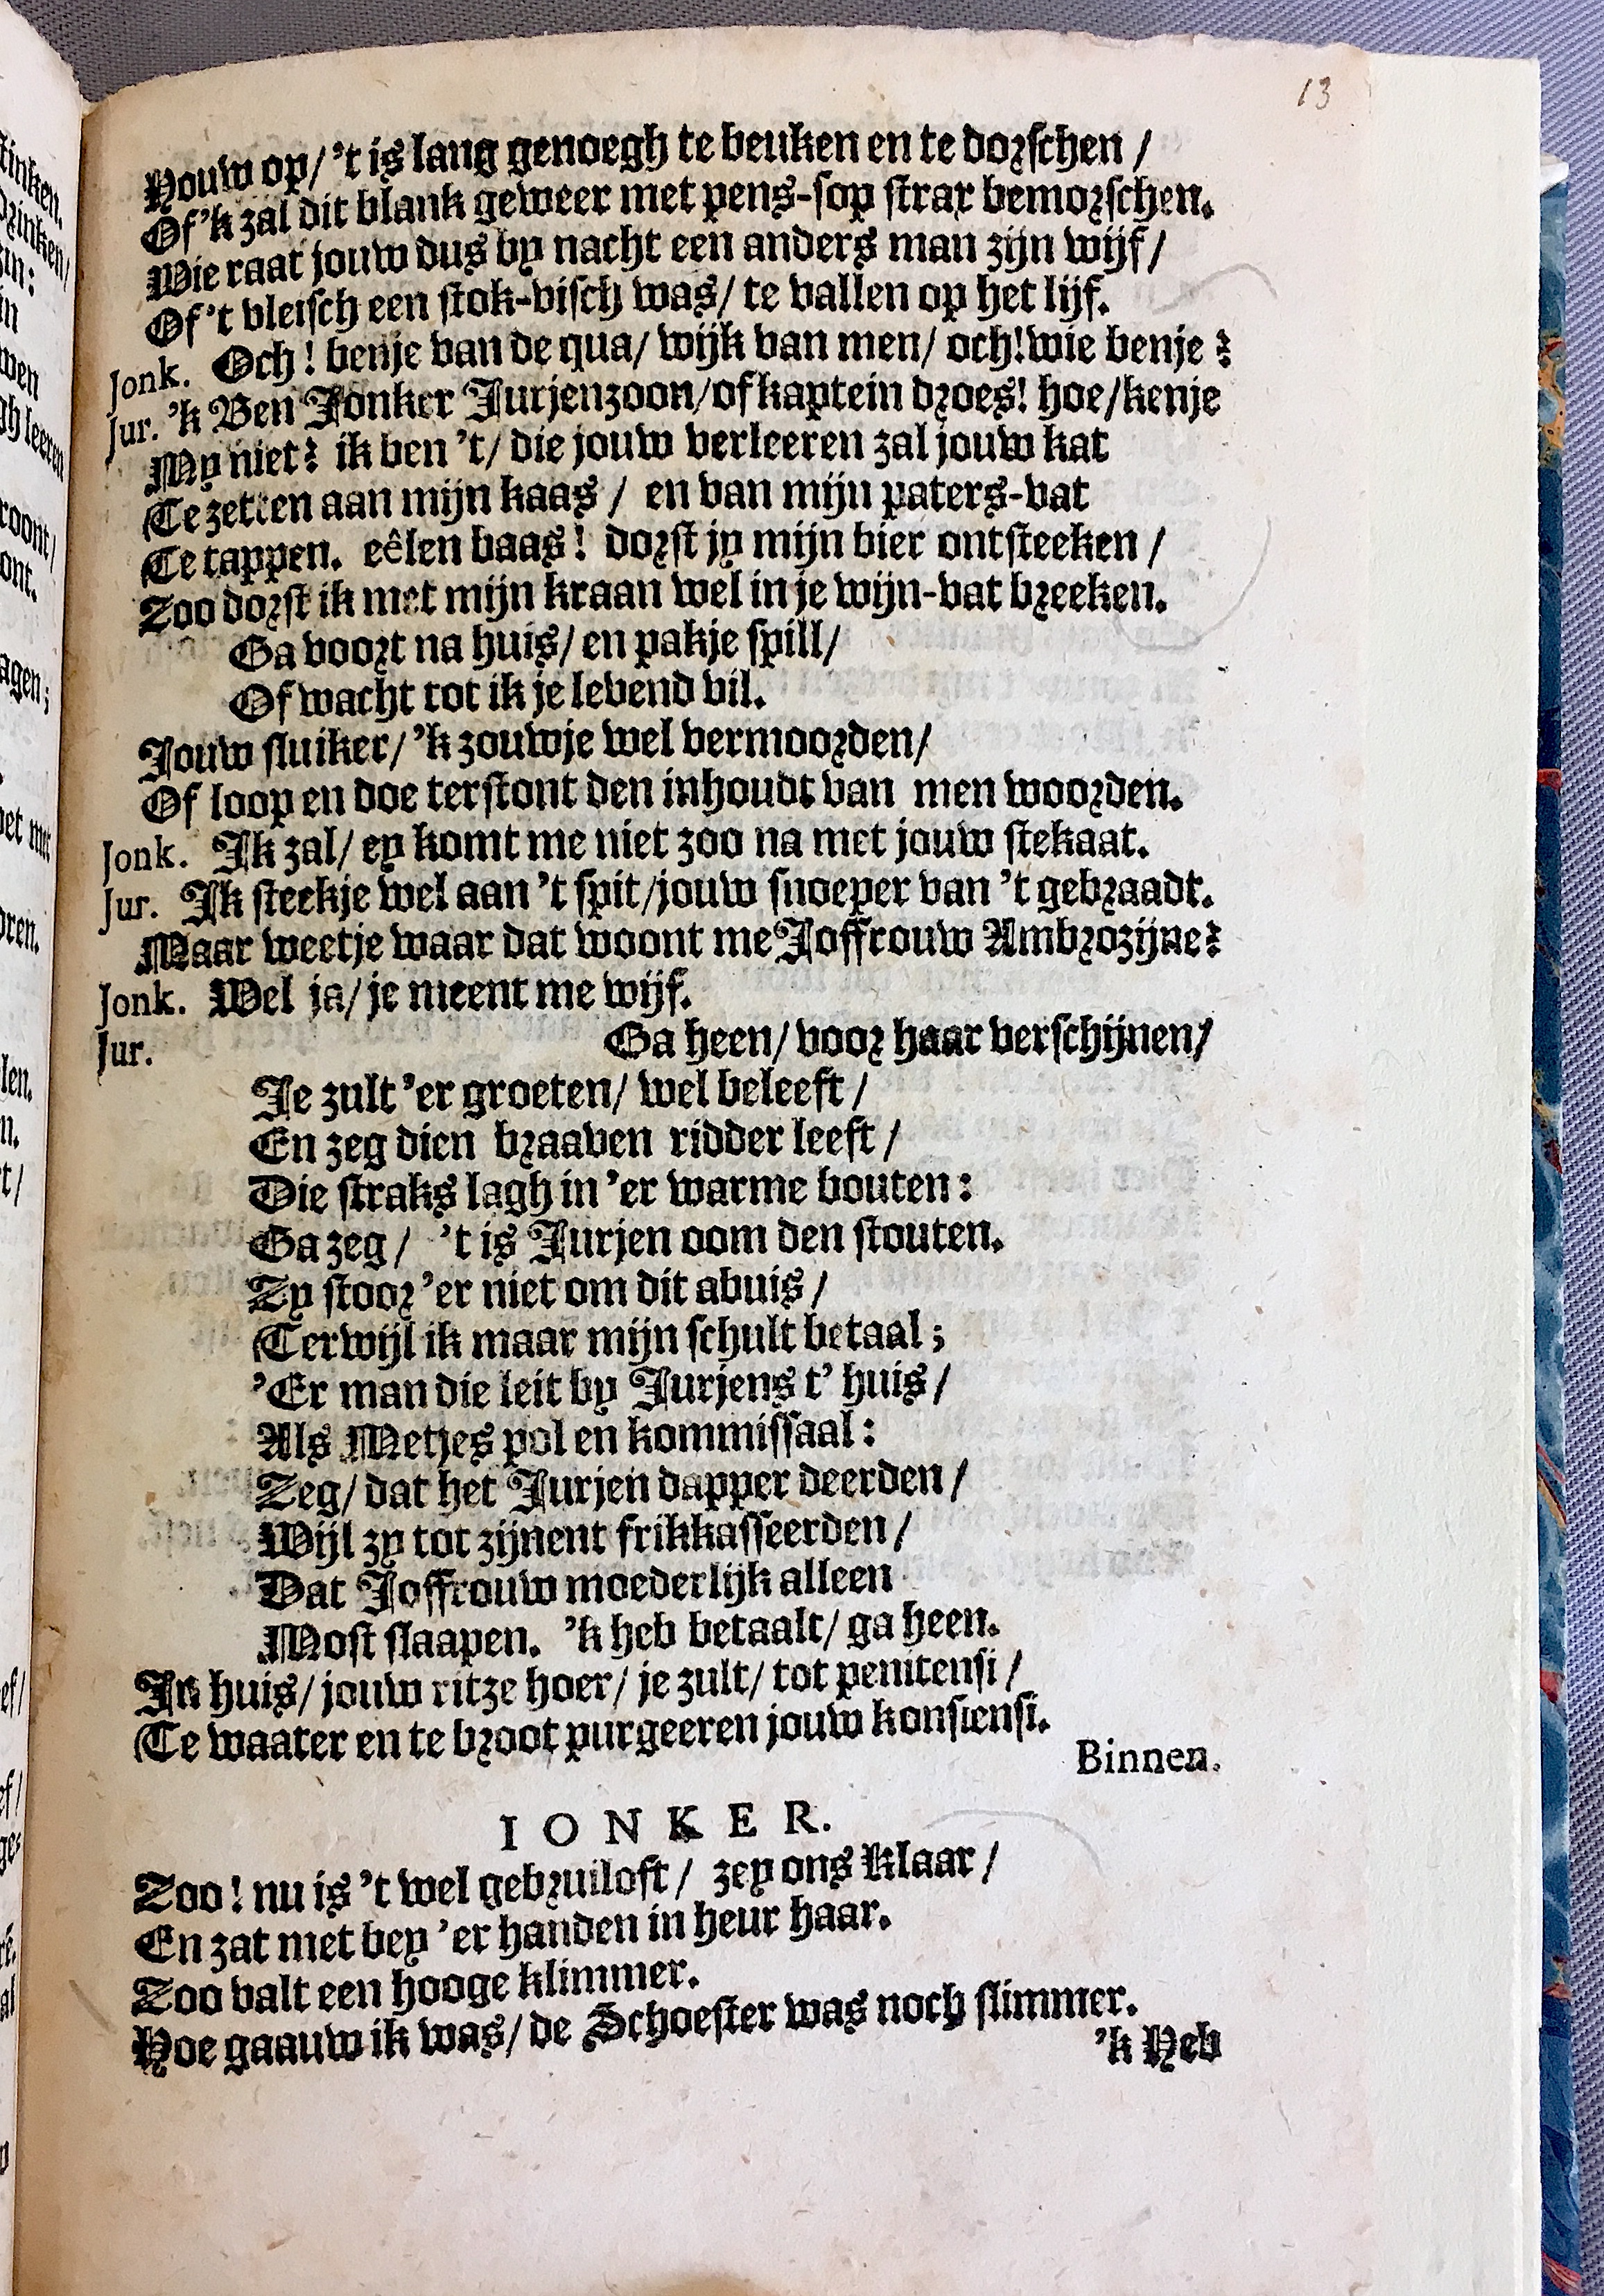 13
Houw op/ 't is lang genoegh te beuken en te dorschen /
Of 'k zal dit blank geweer met pens-sop strax bemorschen.
Wie raat jouw dus by nacht een anders man zijn wijf/
Of 't vleisch een stok-visch was/ te vallen op het lijf.
Jonk. Och! benje van de qua/ wijk van men/ och! wie benje?
Jur. 'k Ben Jonker Jurjenzoon/ of kaptein droes! hoe/ kenje
My niet? ik ben 't/ die jouw verleeren zal jouw kat
Te zetten aan mijn kaas / en van mijn paters-vat
Te tappen. eêlen baas! dorst jy mijn bier ontsteeken /
Zoo dorst ik met mijn kraan wel in je wijn-vat breeken.
Ga voort na huis/ en pakje spill/
Of wacht tot ik je levend vil.
Jouw sluiker/ 'k zouwje wel vermoorden/
Of loop en doe terstont den inhoudt van men woorden.
Jonk. Ik zal/ ey komt me niet zoo na met jouw stekaat.
Jur. Ik steekje wel aan 't spit/ jouw snoeper van 't gebraadt.
Maar weetje waar dat woont me Joffrouw Ambrozijne?
Jonk. Wel ja/ je meent me wijf.
Jur. Ga heen/ voor haar verschijnen/
Je zult 'er groeten/ wel beleeft /
En zeg dien braaven ridder leeft /
Die straks lagh in 'er warme bouten:
Ga zeg / 't is Jurjen oom den stouten.
Zy stoor 'er niet om dit abuis /
Terwijl ik maar mijn schult betaal;
'Er man die leit by Jurjens t' huis /
Als Metjes pol en kommissaal:
Zeg/ dat het Jurjen dapper deerden /
Wijl zy tot zijnent frikkasseerden /
Dat Joffrouw moederlijk alleen
Most slaapen. 'k heb betaalt/ ga heen.
In huis/ jouw ritze hoer/ je zult/ tot penitensi /
Te waater en te broot purgeeren jouw konsiensi.
Binnen.
IONKER.
Zoo! nu is 't wel gebruiloft / zey ons Klaar /
En zat met bey 'er handen in heur haar.
Zoo valt een hooge klimmer.
Hoe gaauw ik was/ de Schoester was noch slimmer.
'k Heb